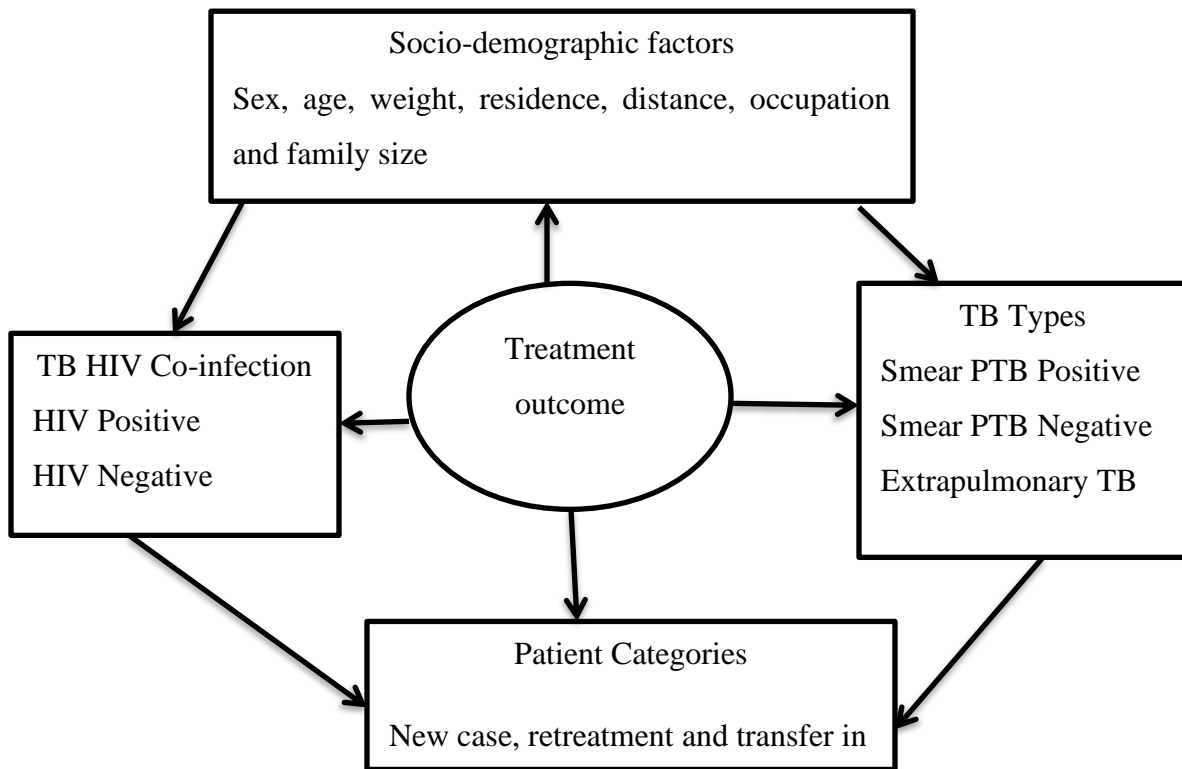 Socio-demographic factors
Sex, age, weight, residence, distance, occupation
and family size
Treatment
outcome
TB HIV Co-infection
HIV Positive
HIV Negative
TB Types
Smear PTB Positive
Smear PTB Negative
Extrapulmonary TB
Patient Categories
New case, retreatment and transfer in